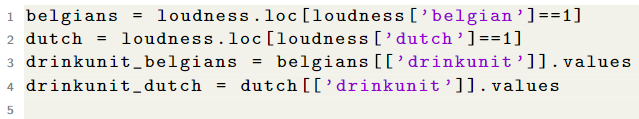 1 belgians = loudness.loc[loudness['belgian']==1]
2 dutch = loudness.loc[loudness['dutch']==1]
3 drinkunit_belgians = belgians[['drinkunit']].values
4 drinkunit_dutch = dutch[['drinkunit']].values
5